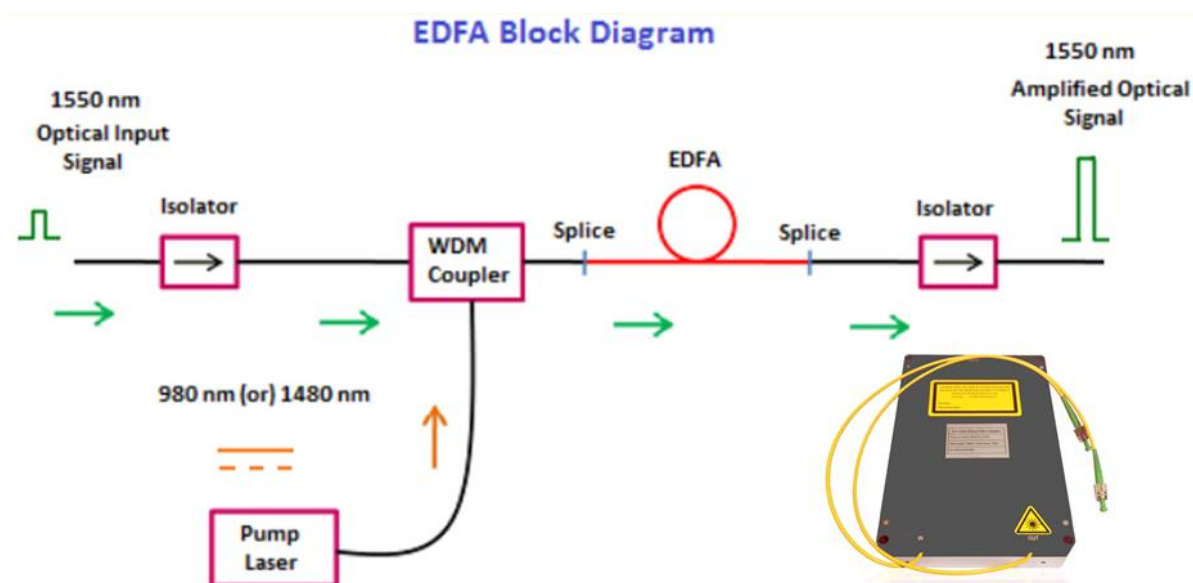 EDFA Block Diagram
1550 nm
Optical Input
Signal
Isolator
WDM
Coupler
Splice
EDFA
Splice
Isolator
1550 nm
Amplified Optical
Signal
980 nm (or) 1480 nm
Pump
Laser
OUT